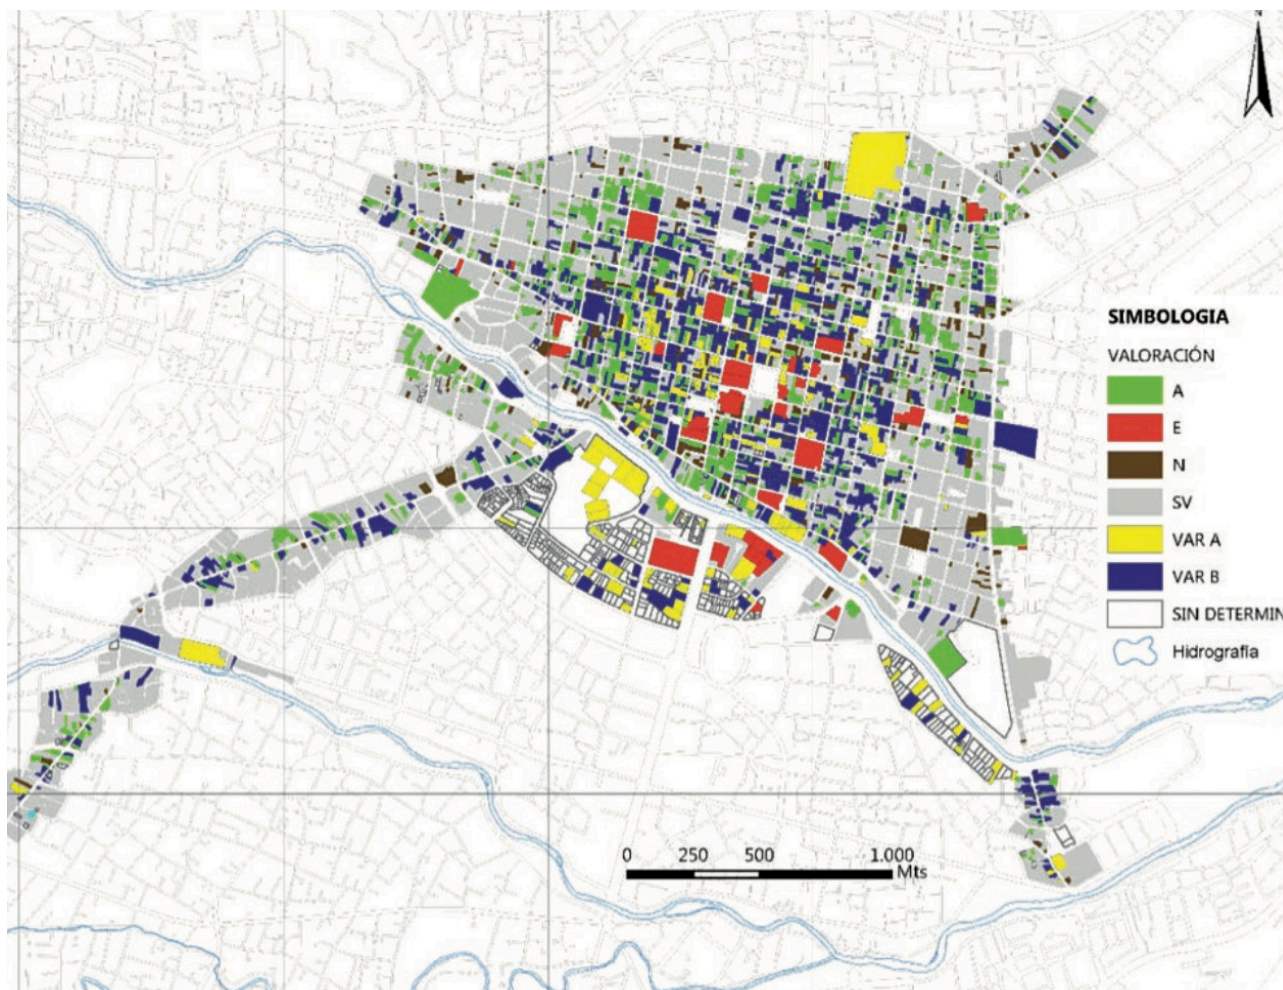 N
SIMBOLOGIA
VALORACIÓN
A
E
N
SV
VAR A
VAR B
SIN DETERMIN
Hidrografía
0 250 500 1.000
Mts